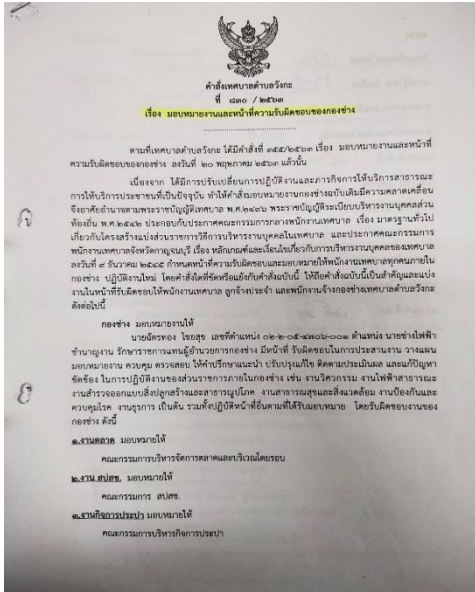 คำสั่งเทศบาลตำบลวังกะ
ที่ ๘๓๐ / ๒๕๖๓
เรื่อง มอบหมายงานและหน้าที่ความรับผิดชอบของกองช่าง
ตามที่เทศบาลตำบลวังกะ ได้มีคำสั่งที่ ๓๕๕/๒๕๖๓ เรื่อง มอบหมายงานและหน้าที่
ความรับผิดชอบของกองช่าง ลงวันที่ ๒๐ พฤษภาคม ๒๕๖๓ แล้วนั้น
เนื่องจาก ได้มีการปรับเปลี่ยนการปฏิบัติงานและภารกิจการให้บริการสาธารณะ
การให้บริการประชาชนที่เป็นปัจจุบัน ทำให้คำสั่งมอบหมายงานกองช่างฉบับเดิมมีความคลาดเคลื่อน
จึงอาศัยอำนาจตามพระราชบัญญัติเทศบาล พ.ศ.๒๔๙๖ พระราชบัญญัติระเบียบบริหารงานบุคคลส่วน
ท้องถิ่น พ.ศ.๒๕๔๒ ประกอบกับประกาศคณะกรรมการกลางพนักงานเทศบาล เรื่อง มาตรฐานทั่วไป
เกี่ยวกับโครงสร้างแบ่งส่วนราชการวิธีการบริหารงานบุคคลในเทศบาล และประกาศคณะกรรมการ
พนักงานเทศบาลจังหวัดกาญจนบุรี เรื่อง หลักเกณฑ์และเงื่อนไขเกี่ยวกับการบริหารงานบุคคลของเทศบาล
ลงวันที่ ๙ ธันวาคม ๒๕๔๕ กำหนดหน้าที่ความรับผิดชอบและมอบหมายให้พนักงานเทศบาลทุกคนภายใน
กองช่าง ปฏิบัติงานใหม่ โดยคำสั่งใดที่ขัดหรือแย้งกับคำสั่งฉบับนี้ ให้ถือคำสั่งฉบับนี้เป็นสำคัญและแบ่ง
งานในหน้าที่รับผิดชอบให้พนักงานเทศบาล ลูกจ้างประจำ และพนักงานจ้างกองช่างเทศบาลตำบลวังกะ
ดังต่อไปนี้
กองช่าง มอบหมายงานให้
นายฉัตรทอง ไชยสุข เลขที่ตำแหน่ง ๐๒-๒-๐๕-๔๗๐๖-๐๐๑ ตำแหน่ง นายช่างไฟฟ้า
ชำนาญงาน รักษาราชการแทนผู้อำนวยการกองช่าง มีหน้าที่ รับผิดชอบในการประสานงาน วางแผน
มอบหมายงาน ควบคุม ตรวจสอบ ให้คำปรึกษาแนะนำ ปรับปรุงแก้ไข ติดตามประเมินผล และแก้ปัญหา
ขัดข้อง ในการปฏิบัติงานของส่วนราชการภายในกองช่าง เช่น งานวิศวกรรม งานไฟฟ้าสาธารณะ
งานสำรวจออกแบบสิ่งปลูกสร้างและสาธารณูปโภค งานสาธารณสุขและสิ่งแวดล้อม งานป้องกันและ
ควบคุมโรค งานธุรการ เป็นต้น รวมทั้งปฏิบัติหน้าที่อื่นตามที่ได้รับมอบหมาย โดยรับผิดชอบงานของ
กองช่าง ดังนี้
๑.งานตลาด มอบหมายให้
คณะกรรมการบริหารจัดการตลาดและบริเวณโดยรอบ
๒.งาน สปสช. มอบหมายให้
คณะกรรมการ สปสช.
๓.งานกิจการประปา มอบหมายให้
คณะกรรมการบริหารกิจการประปา